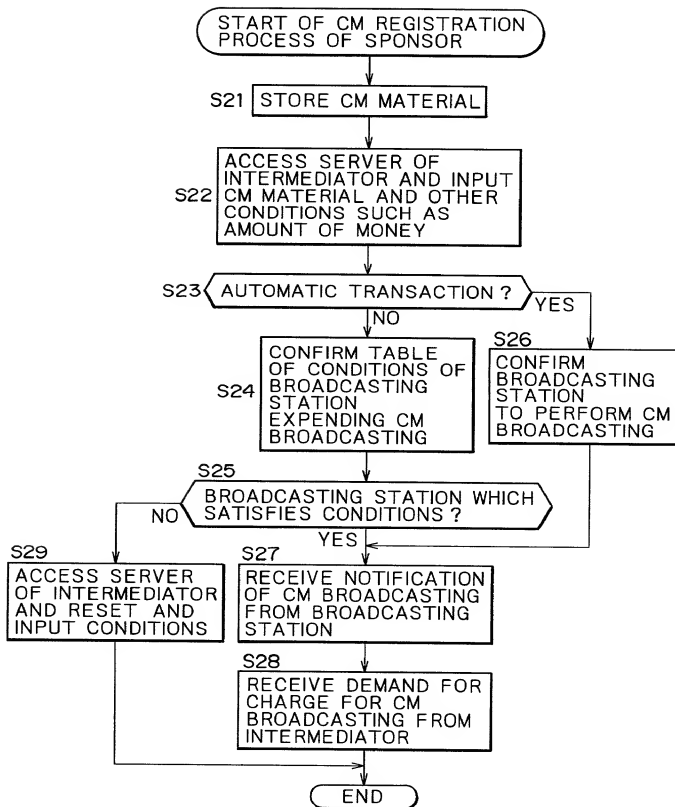 START OF CM REGISTRATION
PROCESS OF SPONSOR
S21
STORE CM MATERIAL
S22
ACCESS SERVER OF
INTERMEDIATOR AND INPUT
CM MATERIAL AND OTHER
CONDITIONS SUCH AS
AMOUNT OF MONEY
S23
AUTOMATIC TRANSACTION ?
YES
NO
S24
CONFIRM TABLE
OF CONDITIONS OF
BROADCASTING
STATION
EXPENDING CM
BROADCASTING
S26
CONFIRM
BROADCASTING
STATION
TO PERFORM CM
BROADCASTING
S25
BROADCASTING STATION WHICH
SATISFIES CONDITIONS ?
NO
YES
S29
ACCESS SERVER
OF INTERMEDIATOR
AND RESET AND
INPUT CONDITIONS
S27
RECEIVE NOTIFICATION
OF CM BROADCASTING
FROM BROADCASTING
STATION
S28
RECEIVE DEMAND FOR
CHARGE FOR CM
BROADCASTING FROM
INTERMEDIATOR
END